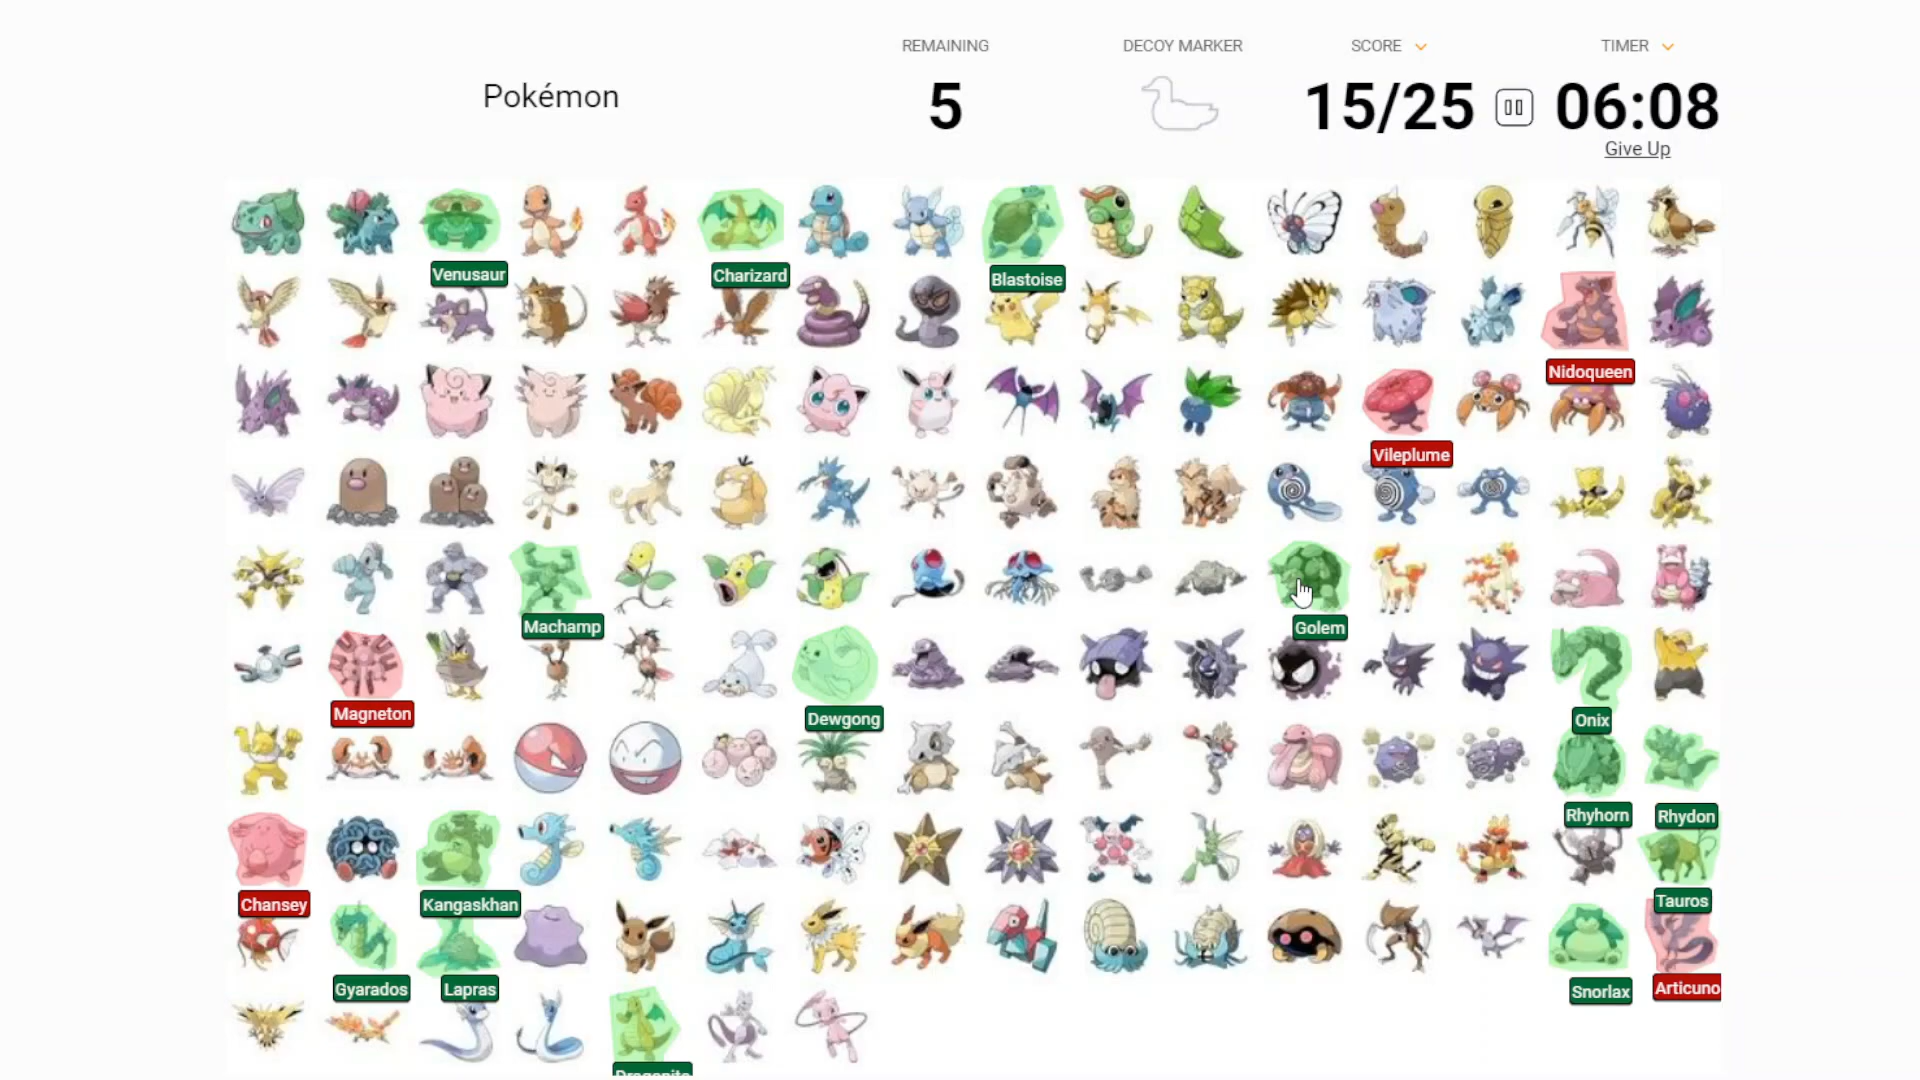 REMAINING
DECOY MARKER
SCORE
TIMER
Pokémon
5
15/25
06:08
Give Up
Venusaur
Charizard
Blastoise
Nidoqueen
Vileplume
Machamp
Golem
Magneton
Dewgong
Onix
Rhyhorn
Rhydon
Chansey
Kangaskhan
Tauros
Gyarados
Lapras
Snorlax
Articuno
Dragonite